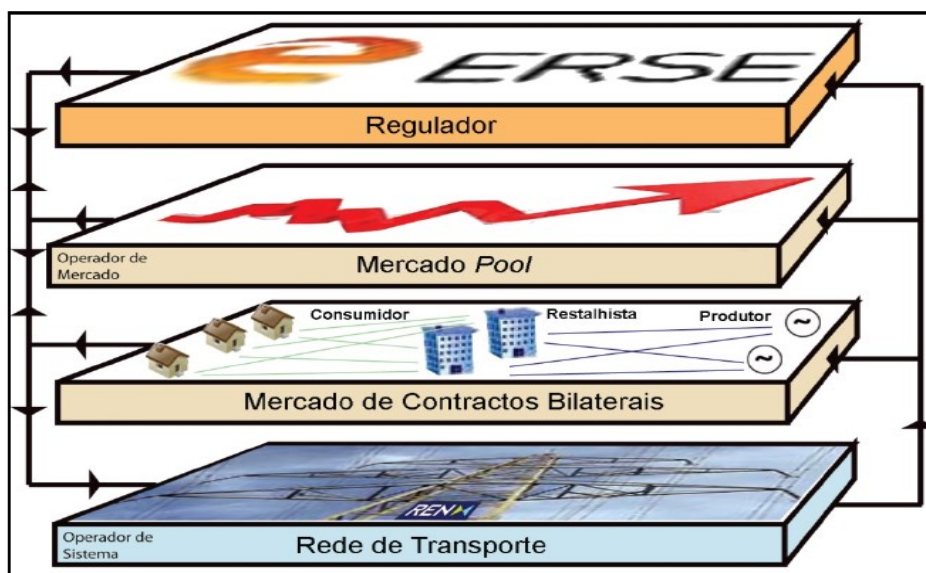 ERSE
Regulador
Operador de
Mercado
Mercado Pool
Consumidor
Restalhista
Produtor
~
~
Mercado de Contractos Bilaterais
REN
Operador de
Sistema
Rede de Transporte